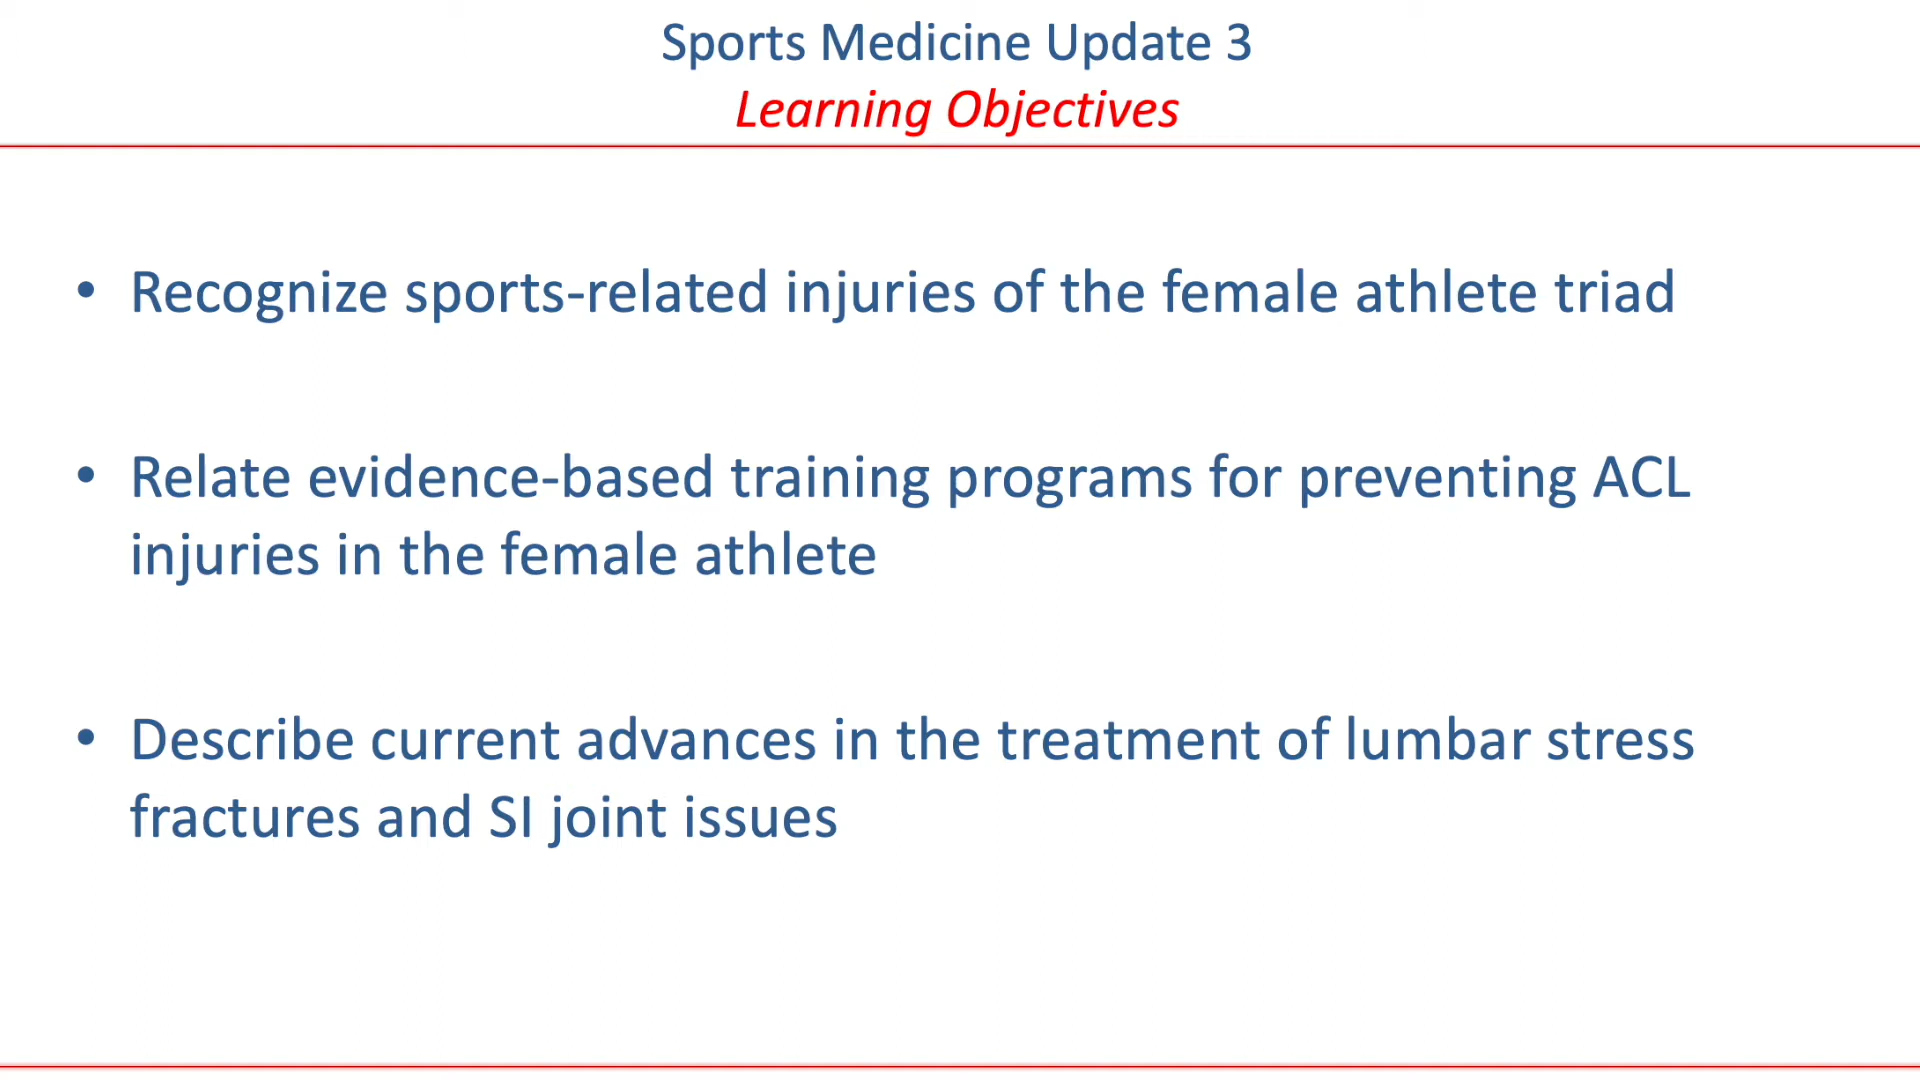 Sports Medicine Update 3
Learning Objectives
• Recognize sports-related injuries of the female athlete triad
• Relate evidence-based training programs for preventing ACL
injuries in the female athlete
• Describe current advances in the treatment of lumbar stress
fractures and SI joint issues